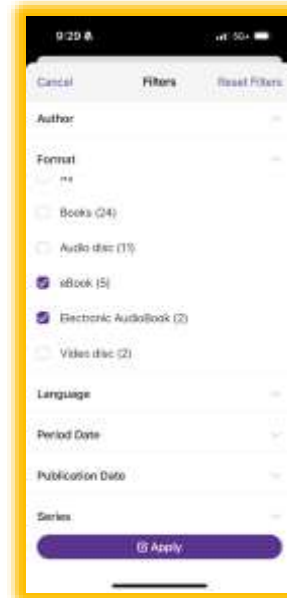 9:29
5G+
Cancel Filters Reset Filters
Author
Format
Books (24)
Audio disc (11)
eBook (5)
Electronic AudioBook (2)
Video disc (2)
Language
Period Date
Publication Date
Series
Apply